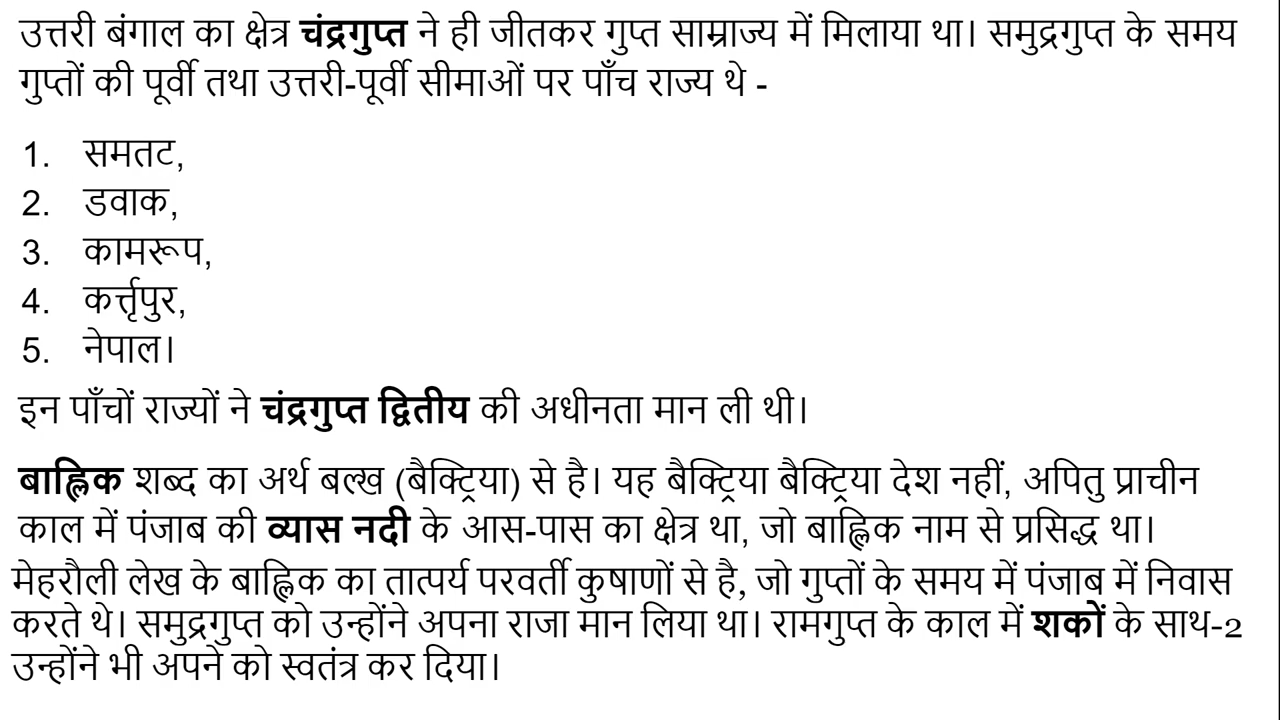 उत्तरी बंगाल का क्षेत्र चंद्रगुप्त ने ही जीतकर गुप्त साम्राज्य में मिलाया था। समुद्रगुप्त के समय
गुप्तों की पूर्वी तथा उत्तरी-पूर्वी सीमाओं पर पाँच राज्य थे -
1. समतट,
2. डवाक,
3. कामरूप,
4. कर्त्तृपुर,
5. नेपाल।
इन पाँचों राज्यों ने चंद्रगुप्त द्वितीय की अधीनता मान ली थी।
बाह्लिक शब्द का अर्थ बल्ख (बैक्ट्रिया) से है। यह बैक्ट्रिया बैक्ट्रिया देश नहीं, अपितु प्राचीन
काल में पंजाब की व्यास नदी के आस-पास का क्षेत्र था, जो बाह्लिक नाम से प्रसिद्ध था।
मेहरौली लेख के बाह्लिक का तात्पर्य परवर्ती कुषाणों से है, जो गुप्तों के समय में पंजाब में निवास
करते थे। समुद्रगुप्त को उन्होंने अपना राजा मान लिया था। रामगुप्त के काल में शकों के साथ-2
उन्होंने भी अपने को स्वतंत्र कर दिया।